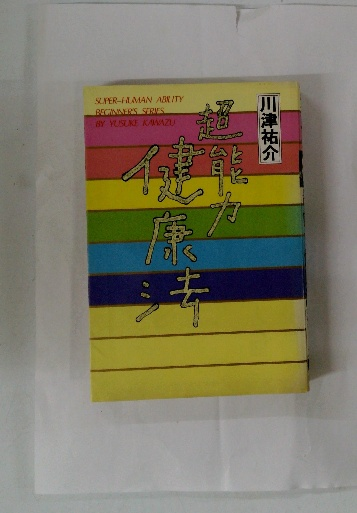 SUPER-HUMAN ABILITY
BEGINNER'S SERIES
BY YUSUKE KAWAZU
川津祐介
超能力
健康法